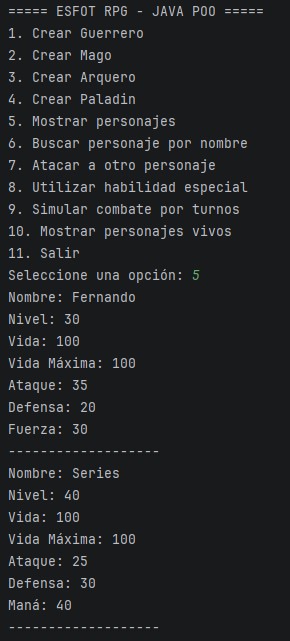 ===== ESFOT RPG - JAVA POO =====
1. Crear Guerrero
2. Crear Mago
3. Crear Arquero
4. Crear Paladin
5. Mostrar personajes
6. Buscar personaje por nombre
7. Atacar a otro personaje
8. Utilizar habilidad especial
9. Simular combate por turnos
10. Mostrar personajes vivos
11. Salir
Seleccione una opción: 5
Nombre: Fernando
Nivel: 30
Vida: 100
Vida Máxima: 100
Ataque: 35
Defensa: 20
Fuerza: 30
-------------------
Nombre: Series
Nivel: 40
Vida: 100
Vida Máxima: 100
Ataque: 25
Defensa: 30
Maná: 40
-------------------